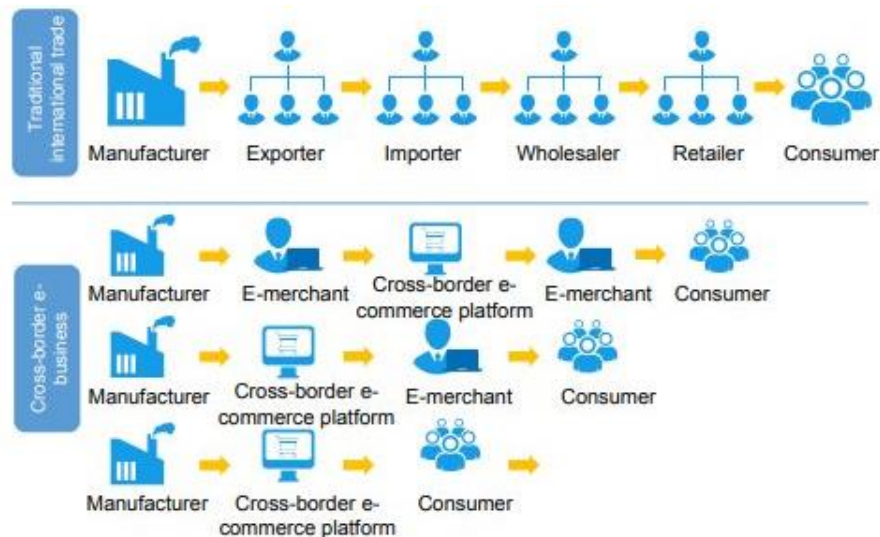 Traditional
international trade
Manufacturer
Exporter
Importer
Wholesaler
Retailer
Consumer
Cross-border e-
business
Manufacturer
E-merchant
Cross-border e-
commerce platform
E-merchant
Consumer
Manufacturer
Cross-border e-
commerce platform
E-merchant
Consumer
Manufacturer
Cross-border e-
commerce platform
Consumer